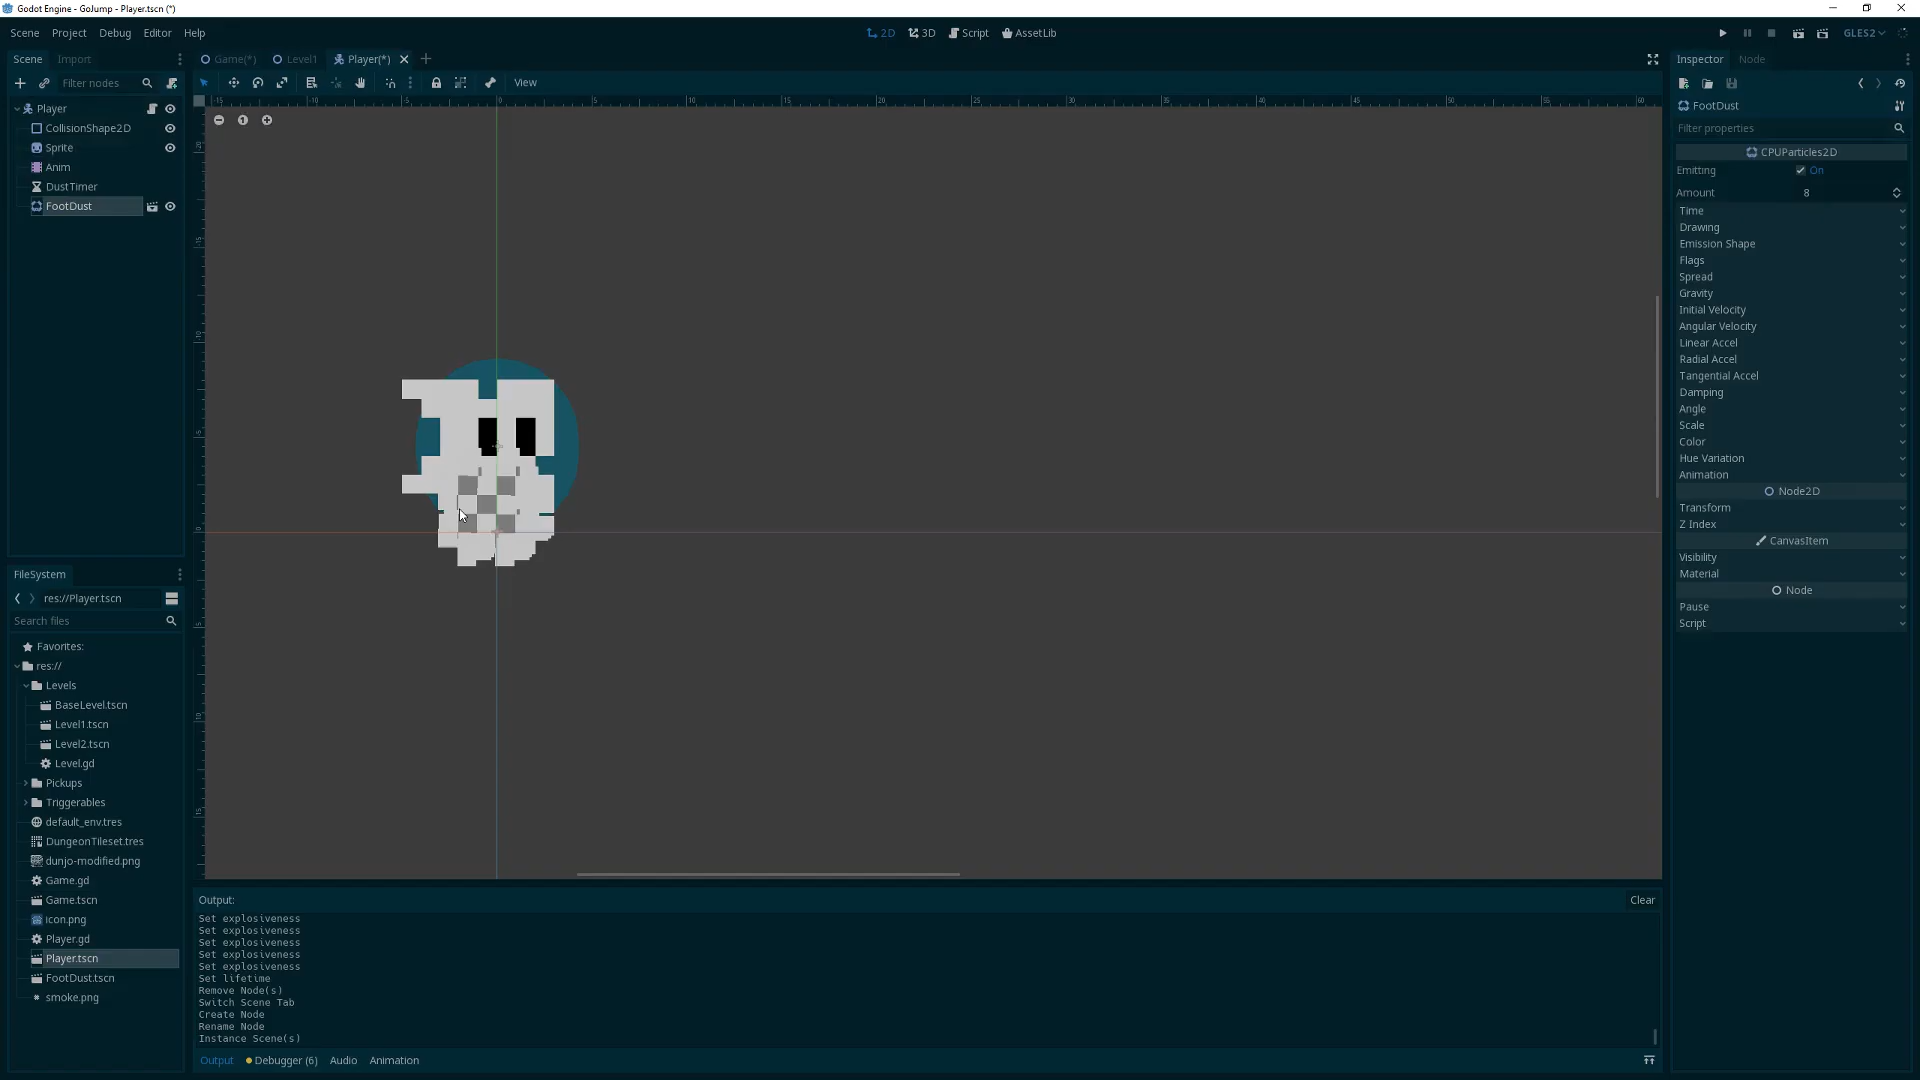 Godot Engine - GoJump - Player.tscn (*)
Scene Project Debug Editor Help
2D 3D Script AssetLib
GLES2
Scene Import
Game(*) Level1 Player(*)
Inspector Node
Filter nodes
View
Player
CollisionShape2D
Sprite
Anim
DustTimer
FootDust
FootDust
Filter properties
CPUParticles2D
Emitting On
Amount 8
Time
Drawing
Emission Shape
Flags
Spread
Gravity
Initial Velocity
Angular Velocity
Linear Accel
Radial Accel
Tangential Accel
Damping
Angle
Scale
Color
Hue Variation
Animation
Node2D
Transform
Z Index
CanvasItem
Visibility
Material
Node
Pause
Script
FileSystem
res://Player.tscn
Search files
Favorites:
res://
Levels
BaseLevel.tscn
Level1.tscn
Level2.tscn
Level.gd
Pickups
Triggerables
default_env.tres
DungeonTileset.tres
dunjo-modified.png
Game.gd
Game.tscn
icon.png
Player.gd
Player.tscn
FootDust.tscn
smoke.png
Output:
Clear
Set explosiveness
Set explosiveness
Set explosiveness
Set explosiveness
Set explosiveness
Set lifetime
Remove Node(s)
Switch Scene Tab
Create Node
Rename Node
Instance Scene(s)
Output Debugger (6) Audio Animation